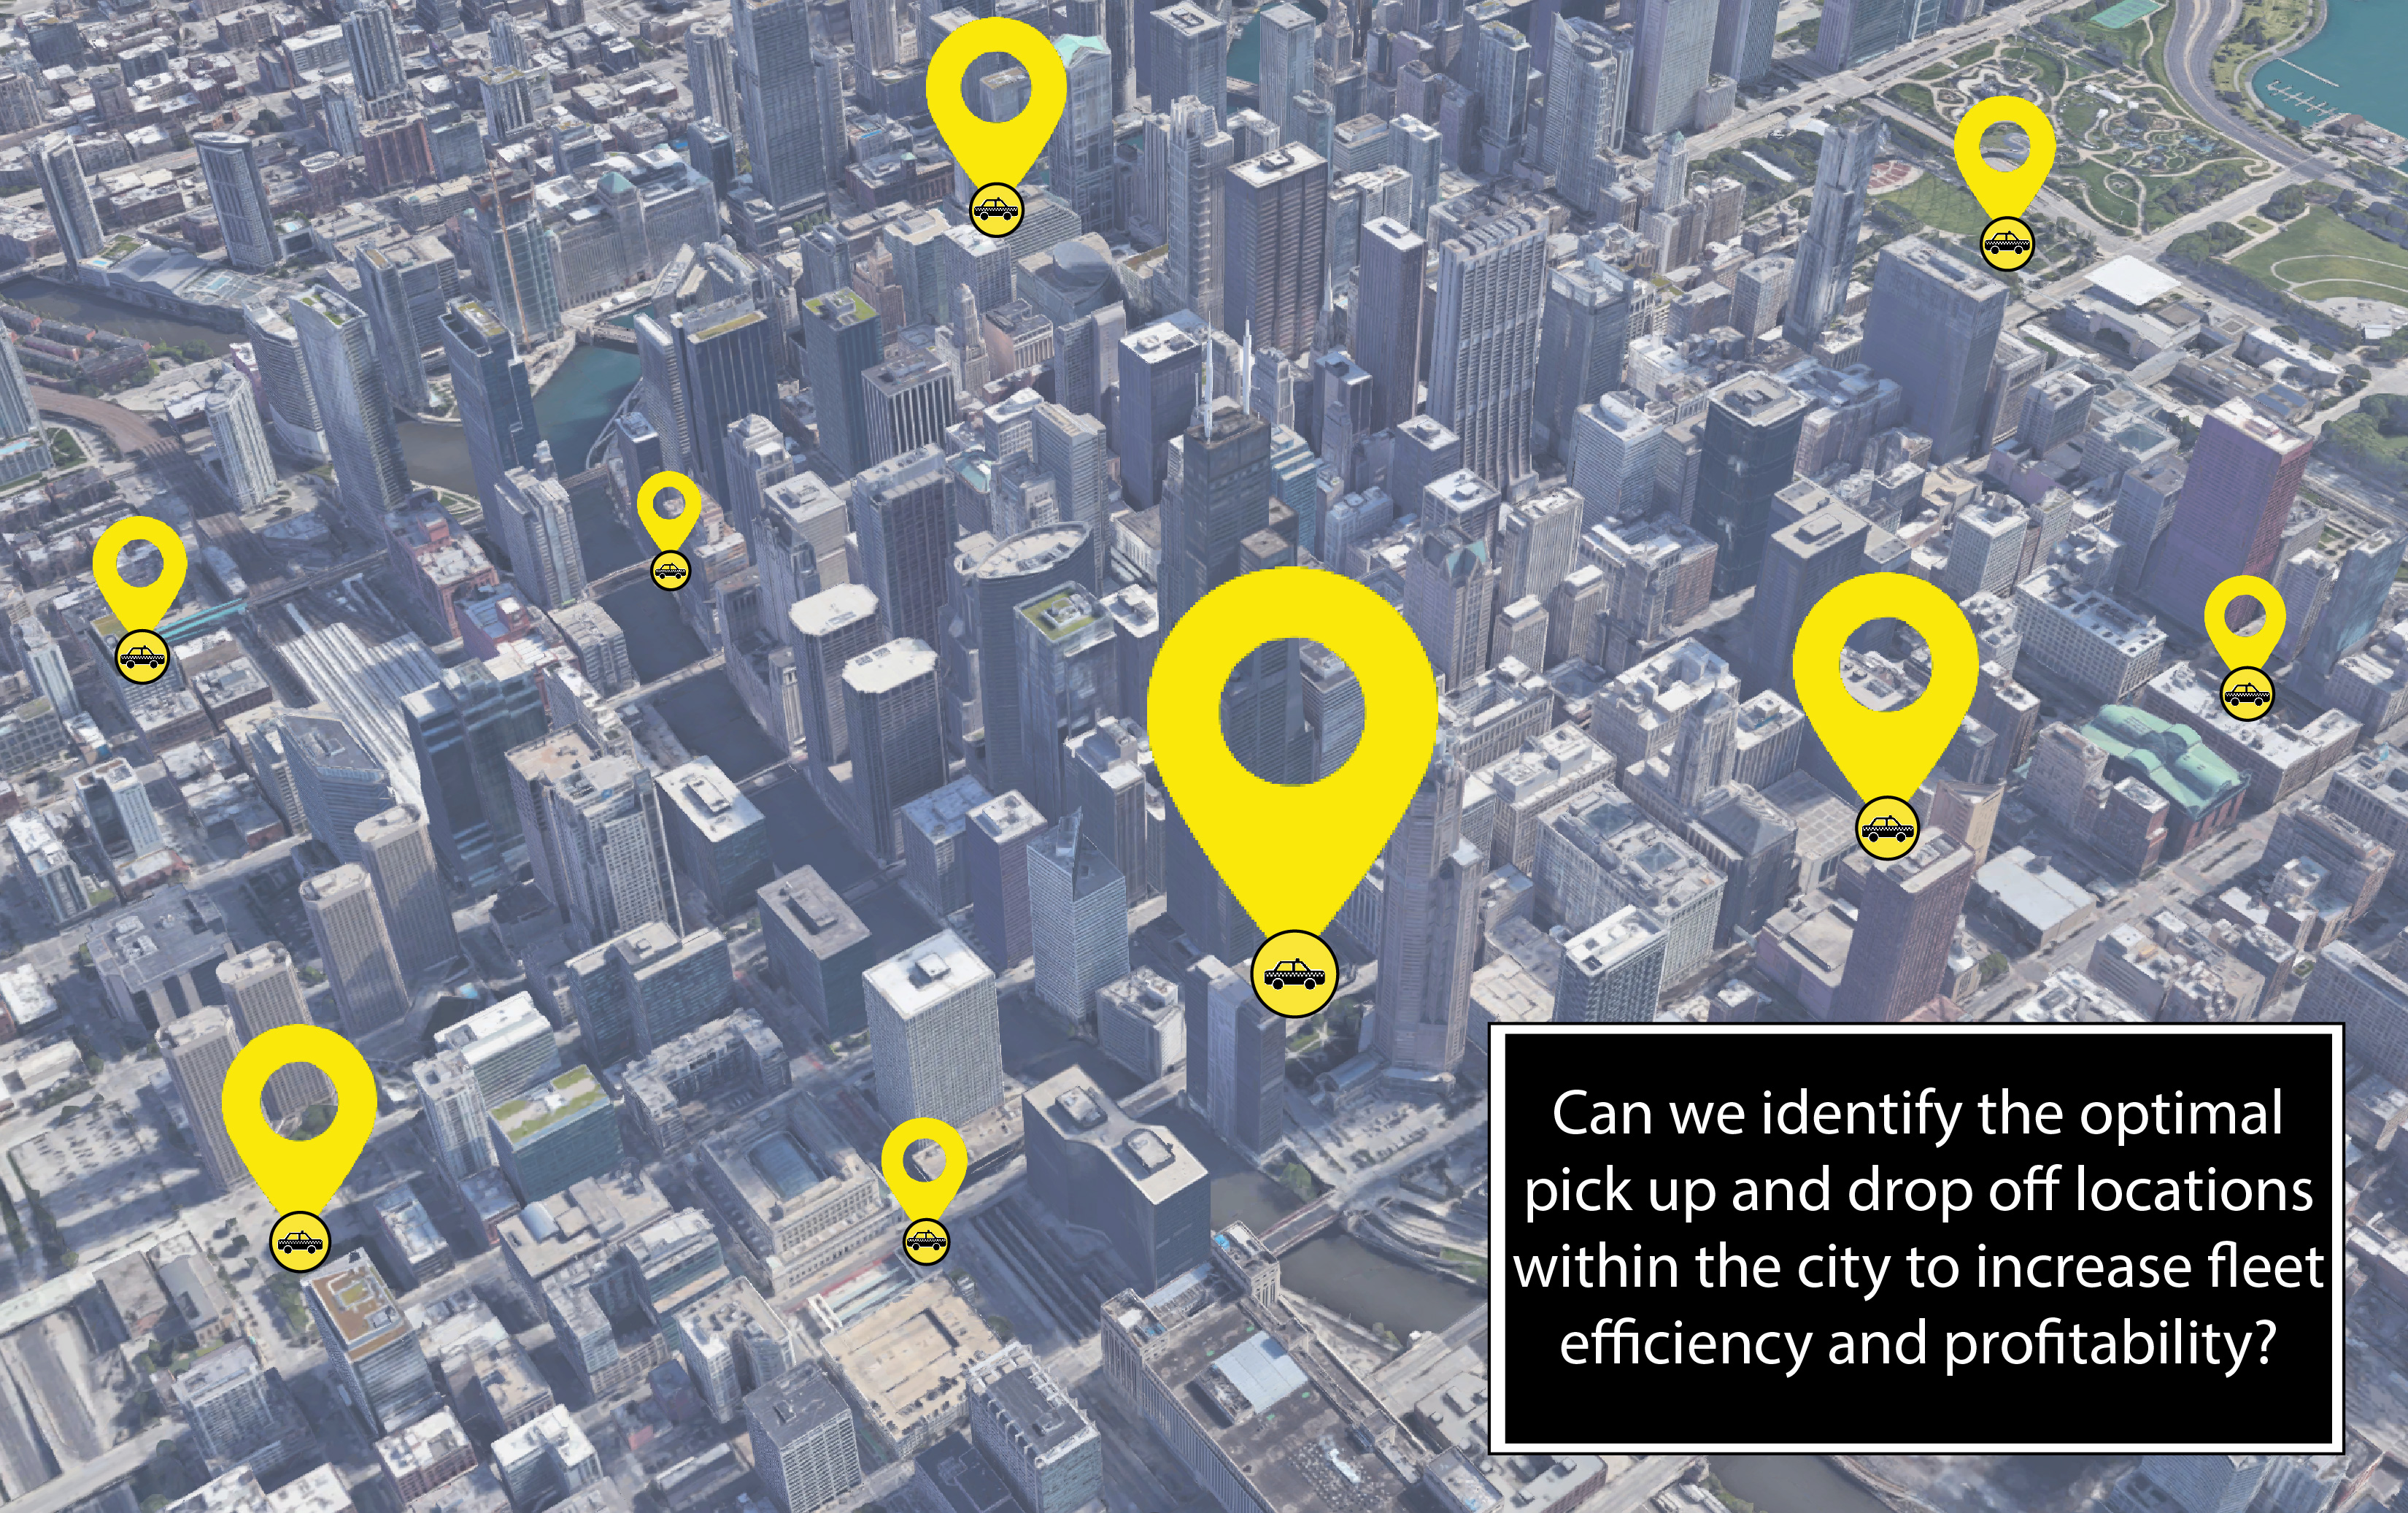 Can we identify the optimal
pick up and drop off locations
within the city to increase fleet
efficiency and profitability?